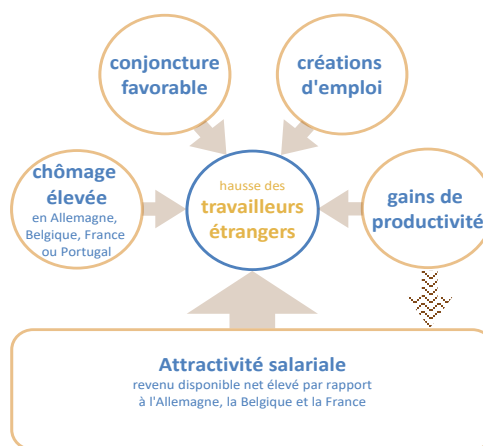 conjoncture
favorable
créations
d'emploi
chômage
élevée
en Allemagne,
Belgique, France
ou Portugal
hausse des
travailleurs
étrangers
gains de
productivité
Attractivité salariale
revenu disponible net élevé par rapport
à l'Allemagne, la Belgique et la France